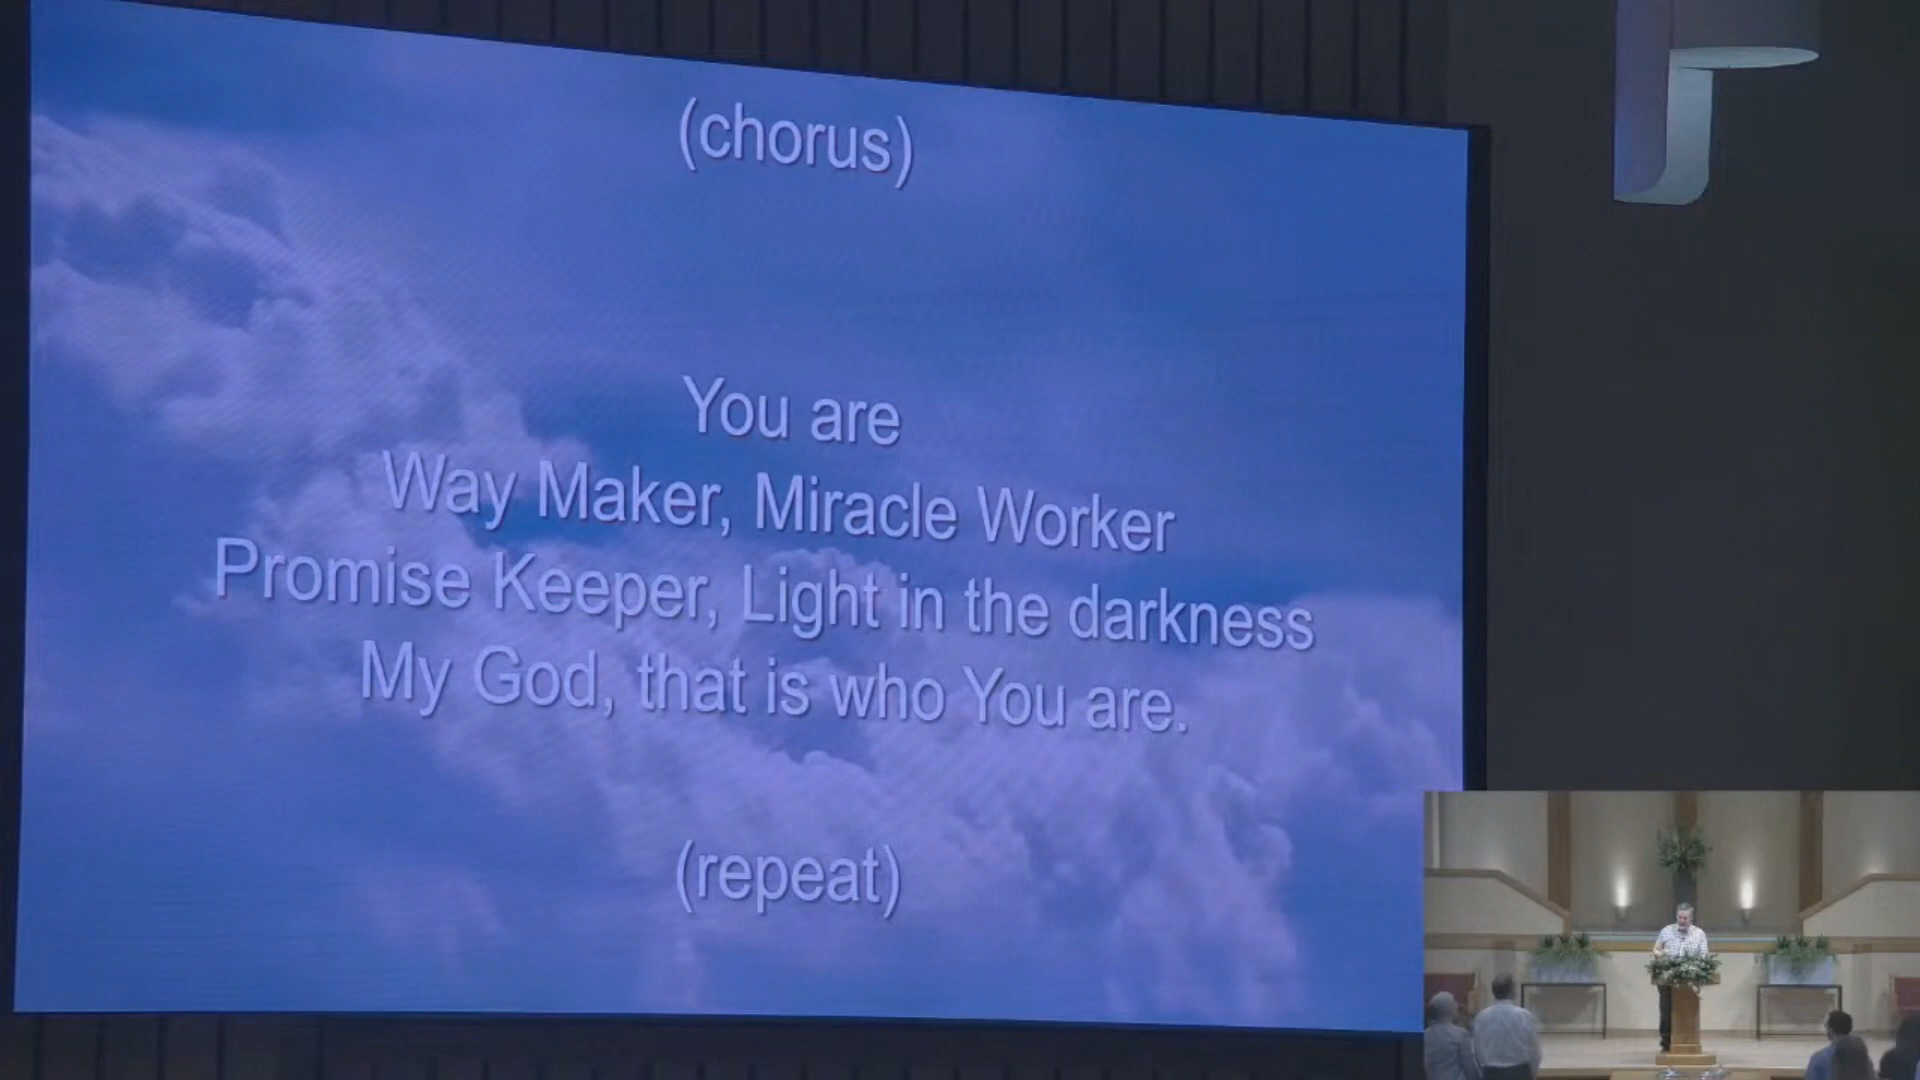 (chorus)
You are
Way Maker, Miracle Worker
Promise Keeper, Light in the darkness
My God, that is who You are.
(repeat)